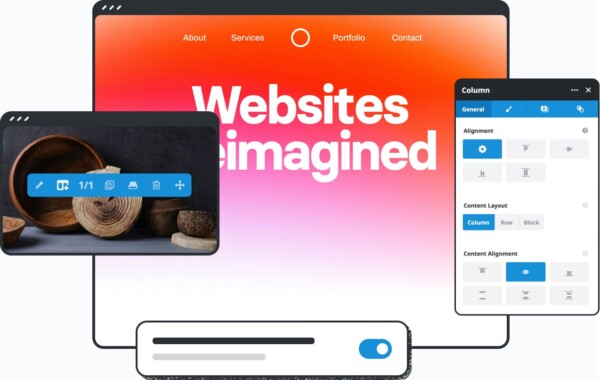 About Services Portfolio Contact
Websites
eimagined
1/1
Column
General
Alignment
Content Layout
Column Row Block
Content Alignment